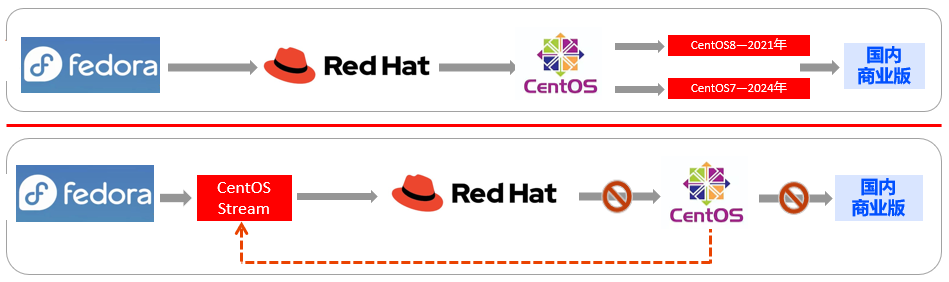 fedora
Red Hat
CentOS
CentOS8—2021年
CentOS7—2024年
国内
商业版
fedora
CentOS
Stream
Red Hat
CentOS
国内
商业版